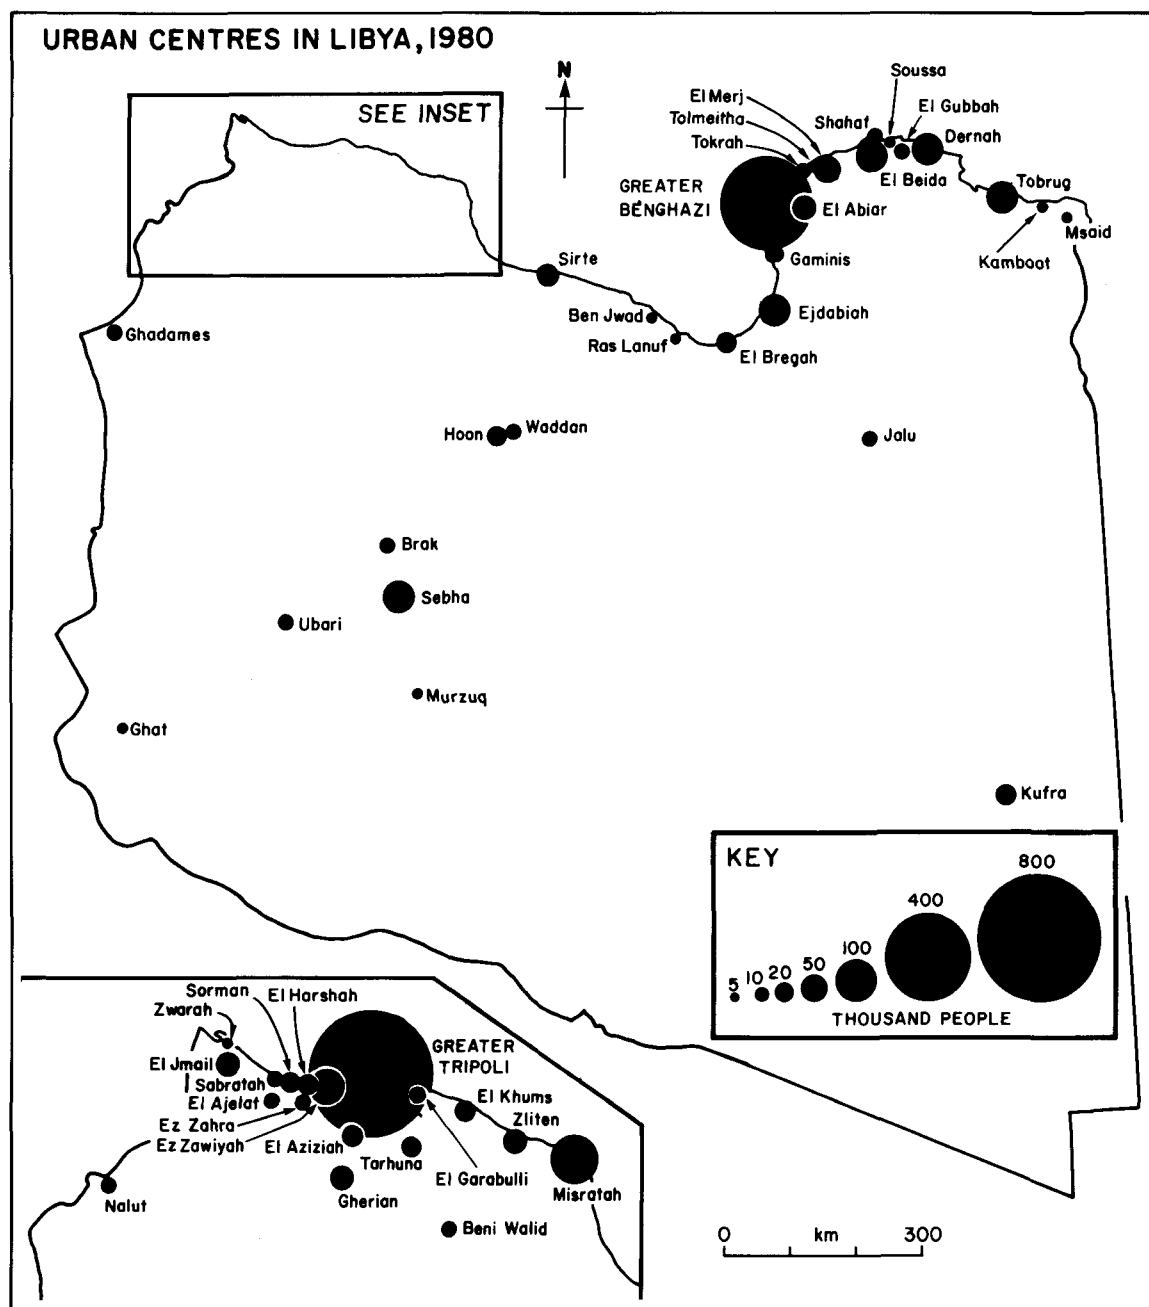 URBAN CENTRES IN LIBYA, 1980
SEE INSET
N
Soussa
El Merj
El Gubbah
Tolmeitha
Shahat
Dernah
Tokrah
GREATER
BENGHAZI
El Beida
Tobrug
El Abiar
Msaid
Kamboot
Gaminis
Sirte
Ben Jwad
Ejdabiah
Ras Lanuf
El Bregah
Ghadames
Hoon
Waddan
Jalu
Brak
Sebha
Ubari
Murzuq
Ghat
Kufra
KEY
800
400
100
50
20
10
5
THOUSAND PEOPLE
Sorman
El Harshah
Zwarah
GREATER
TRIPOLI
El Jmail
Sabratah
El Ajelat
El Khums
Zliten
Ez Zahra
Ez Zawiyah
El Aziziah
Tarhuna
El Garabulli
Misratah
Gherian
Nalut
Beni Walid
0 km 300